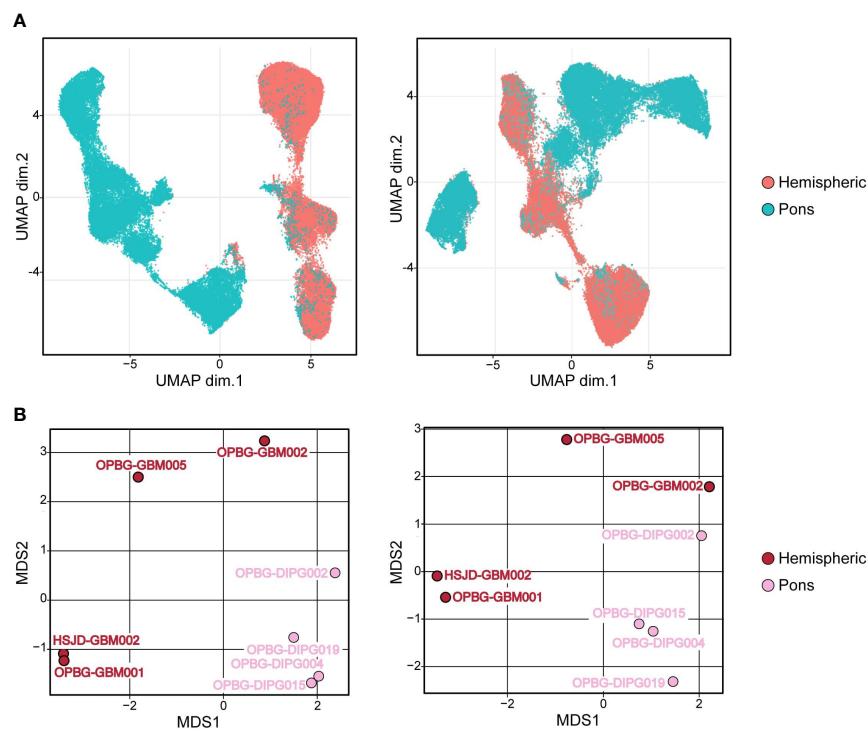 A
UMAP dim.2
4
0
-4
-5
0
5
UMAP dim.1
UMAP dim.2
4
0
-4
-5
0
5
UMAP dim.1
Hemispheric
Pons
B
MDS2
3
2
1
0
-1
OPBG-GBM002
OPBG-GBM005
OPBG-DIPG002
HSJD-GBM002
OPBG-GBM001
OPBG-DIPG019
OPBG-DIPG004
OPBG-DIPG015
-2
0
2
MDS1
MDS2
3
2
1
0
-1
-2
OPBG-GBM005
OPBG-GBM002
OPBG-DIPG002
HSJD-GBM002
OPBG-GBM001
OPBG-DIPG015
OPBG-DIPG004
OPBG-DIPG019
-2
0
2
MDS1
Hemispheric
Pons